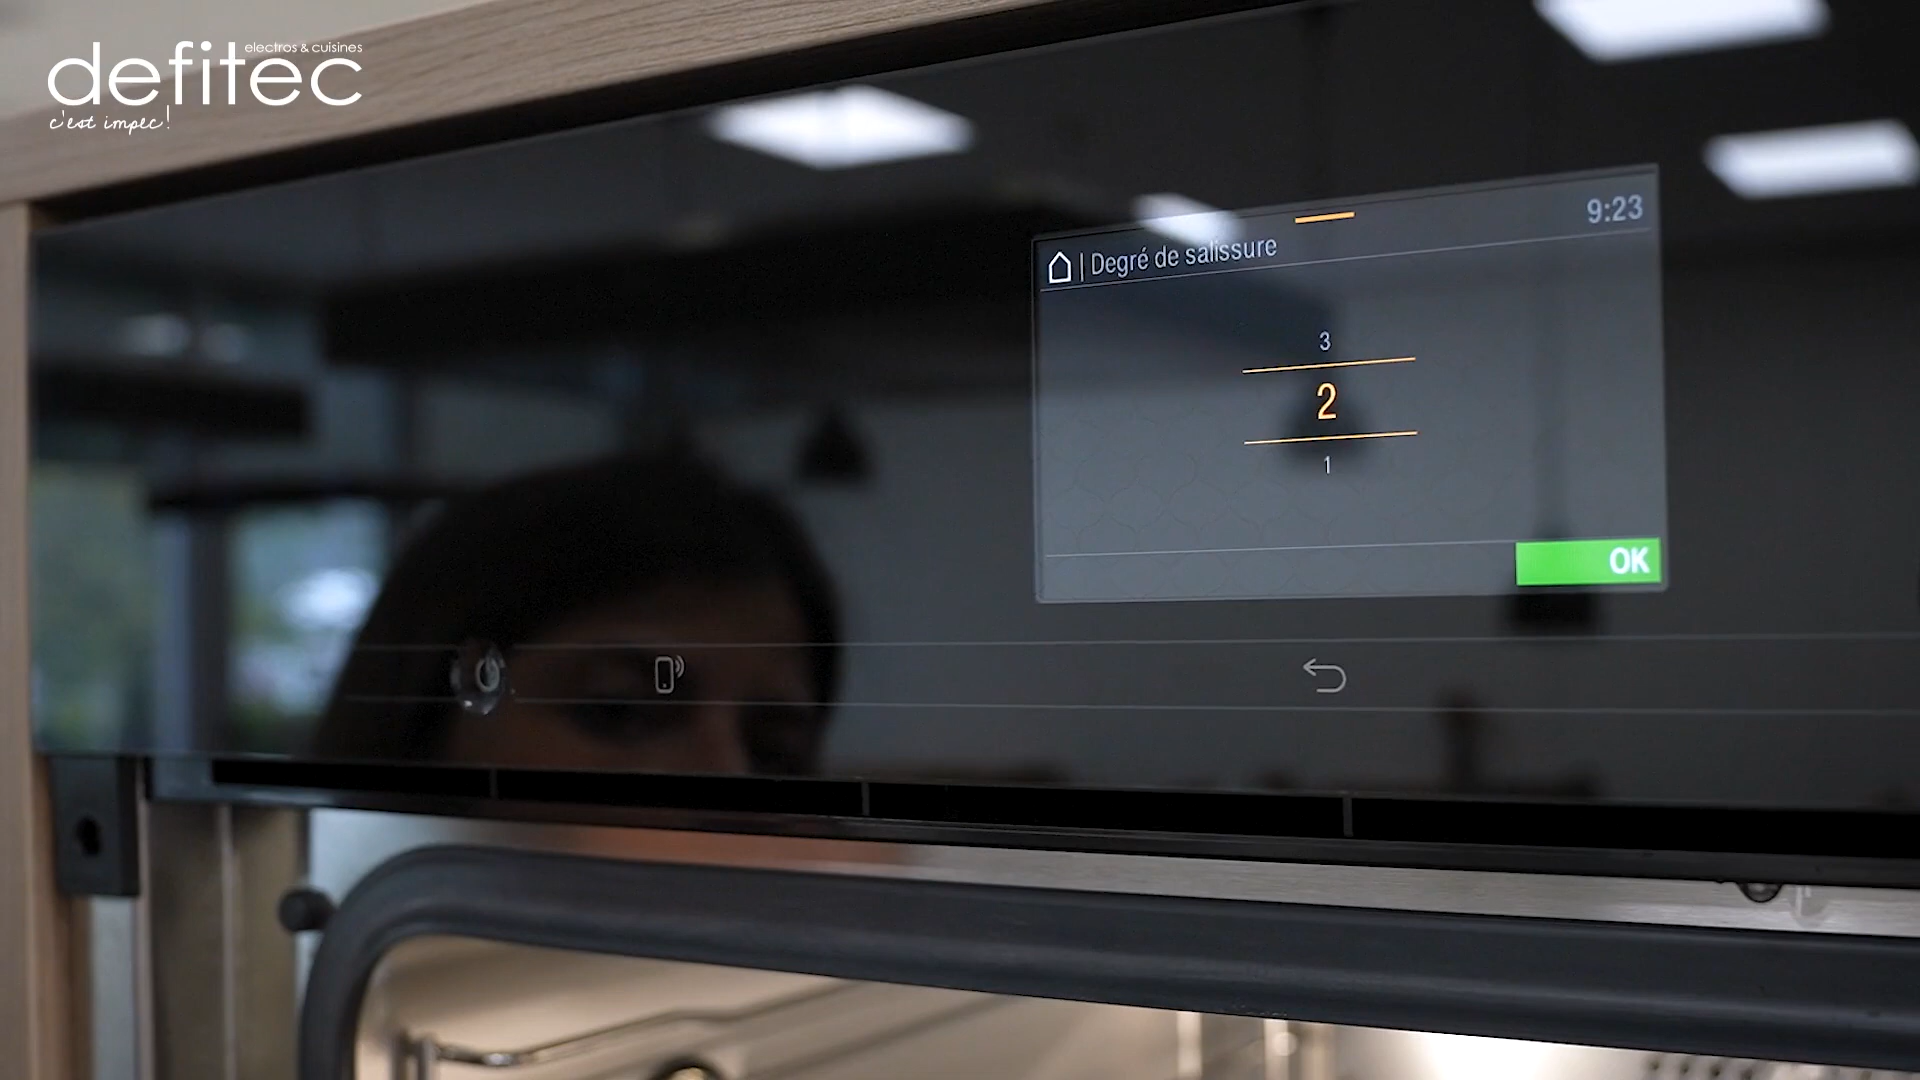 electros & cuisines
defitec
c'est impec!
9:23
| Degré de salissure
3
2
1
OK